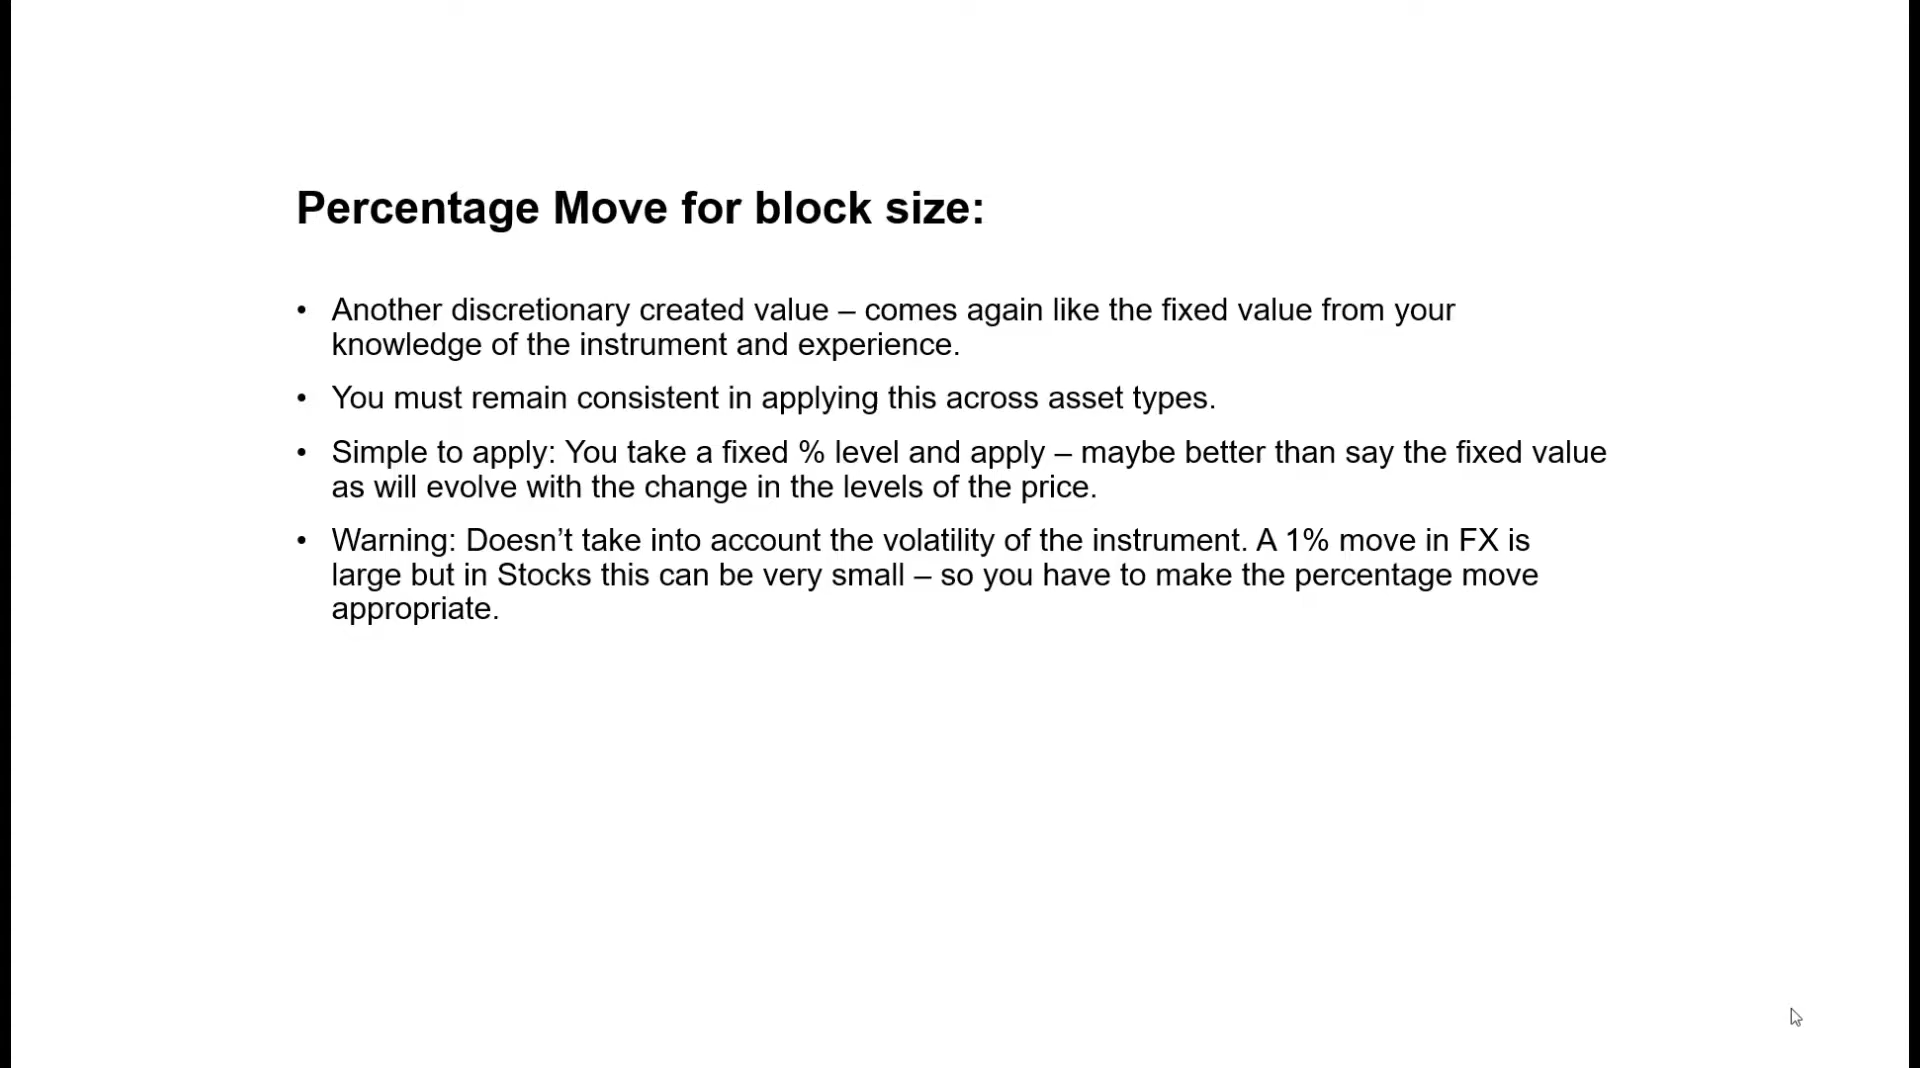 Percentage Move for block size:
• Another discretionary created value – comes again like the fixed value from your
knowledge of the instrument and experience.
• You must remain consistent in applying this across asset types.
• Simple to apply: You take a fixed % level and apply – maybe better than say the fixed value
as will evolve with the change in the levels of the price.
• Warning: Doesn’t take into account the volatility of the instrument. A 1% move in FX is
large but in Stocks this can be very small – so you have to make the percentage move
appropriate.